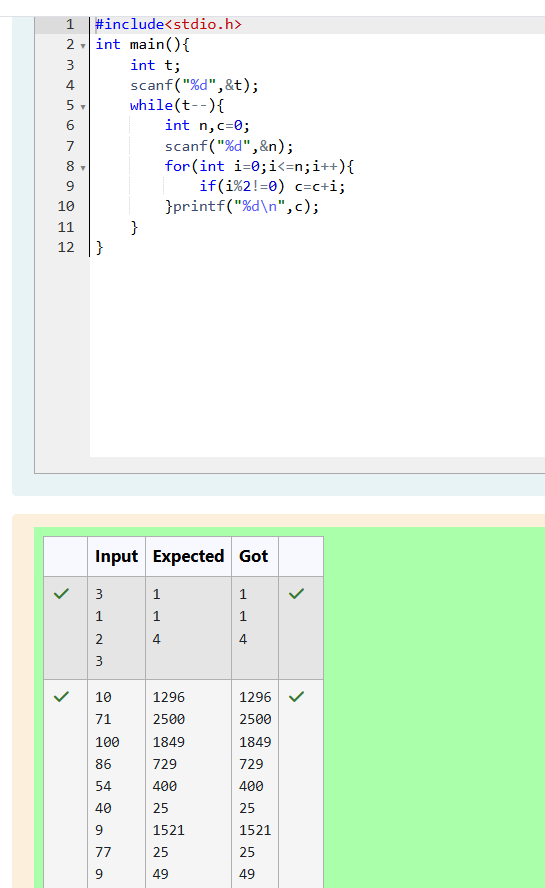 1 #include<stdio.h>
2 int main(){
3     int t;
4     scanf("%d",&t);
5     while(t--){
6         int n,c=0;
7         scanf("%d",&n);
8         for(int i=0;i<=n;i++){
9             if(i%2!=0) c=c+i;
10         }printf("%d\n",c);
11     }
12 }
Input Expected Got
3 1 1
1 1 1
2 4 4
3
10 1296 1296
71 2500 2500
100 1849 1849
86 729 729
54 400 400
40 25 25
9 1521 1521
77 25 25
9 49 49